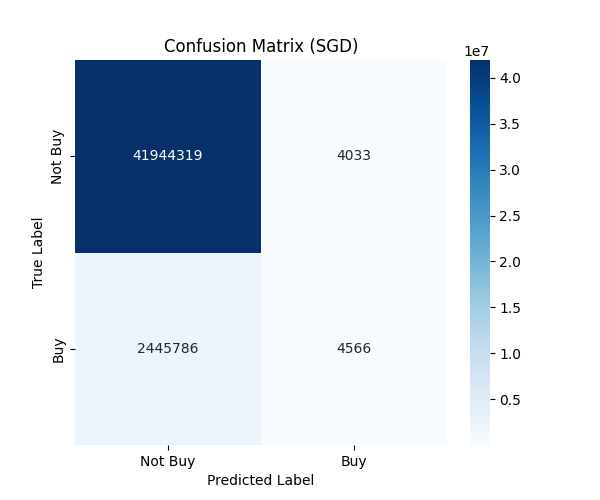 Confusion Matrix (SGD)
1e7
Not Buy
41944319
4033
4.0
3.5
3.0
2.5
2.0
1.5
1.0
0.5
True Label
Buy
2445786
4566
Not Buy
Buy
Predicted Label